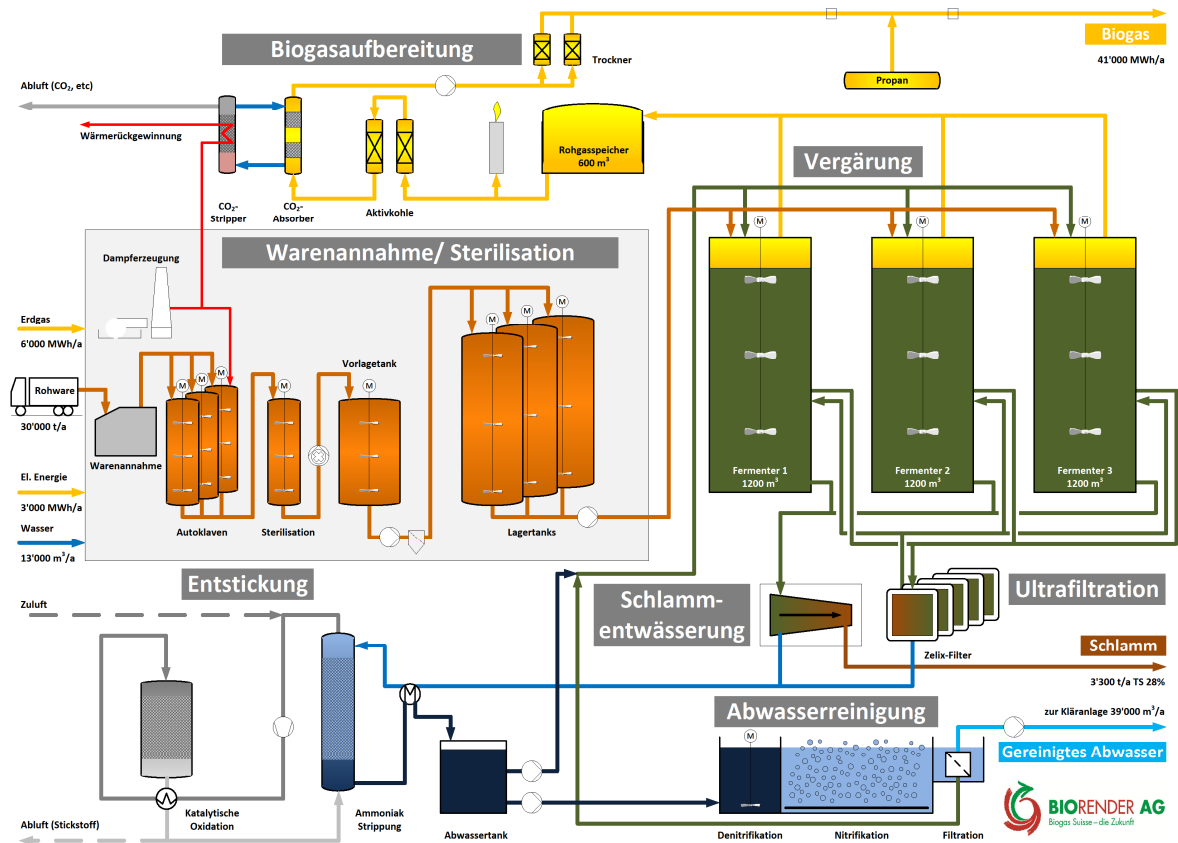 Biogasaufbereitung
Trockner
Propan
Biogas
41'000 MWh/a
Abluft (CO₂, etc)
Wärmerückgewinnung
Rohgasspeicher
600 m³
CO₂-
Stripper
CO₂-
Absorber
Aktivkohle
Vergärung
M
M
M
Warenannahme/ Sterilisation
Dampferzeugung
Erdgas
6'000 MWh/a
Rohware
30'000 t/a
Warenannahme
El. Energie
3'000 MWh/a
Wasser
13'000 m³/a
M
M
M
Autoklaven
M
Sterilisation
Vorlagetank
M
M
M
M
Lagertanks
Fermenter 1
1200 m³
Fermenter 2
1200 m³
Fermenter 3
1200 m³
Entstickung
Zuluft
Katalytische
Oxidation
Abluft (Stickstoff)
Ammoniak
Strippung
Abwassertank
Schlamm-
entwässerung
Ultrafiltration
Zelix-Filter
Schlamm
3'300 t/a TS 28%
Abwasserreinigung
M
zur Kläranlage 39'000 m³/a
Gereinigtes Abwasser
Denitrifikation
Nitrifikation
Filtration
BIORENDER AG
Biogas Suisse – die Zukunft